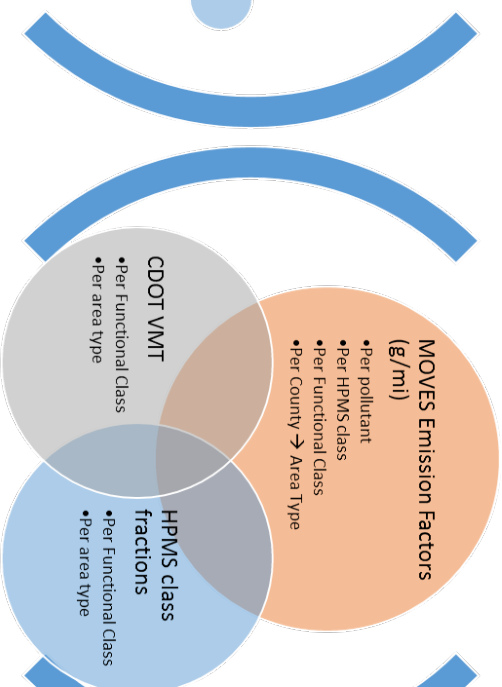 MOVES Emission Factors
(g/mi)
•Per pollutant
•Per HPMS class
•Per Functional Class
•Per County → Area Type
CDOT VMT
•Per Functional Class
•Per area type
HPMS class
fractions
•Per Functional Class
•Per area type